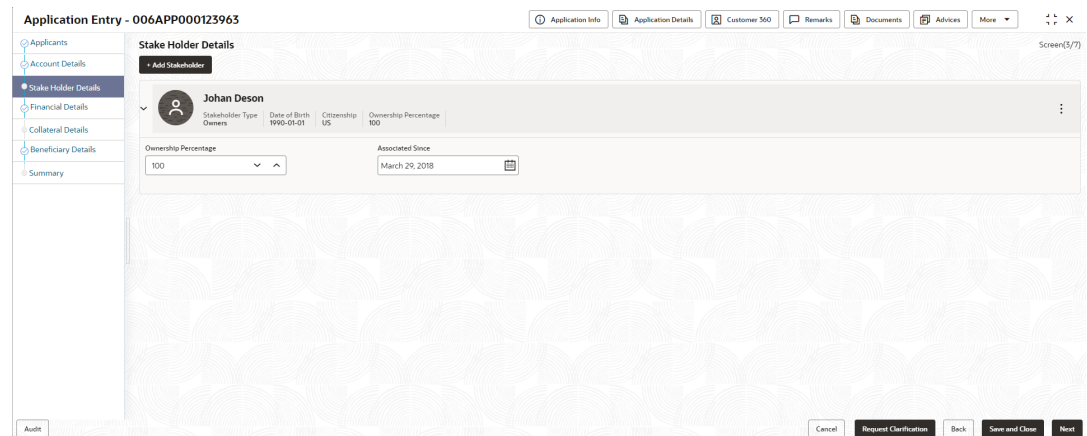 Application Entry - 006APP000123963
Application Info
Application Details
Customer 360
Remarks
Documents
Advices
More
Applicants
Account Details
Stake Holder Details
Financial Details
Collateral Details
Beneficiary Details
Summary
Stake Holder Details
Screen(3/7)
+ Add Stakeholder
Johan Deson
Stakeholder Type Date of Birth Citizenship Ownership Percentage
Owners 1990-01-01 US 100
Ownership Percentage Associated Since
100 March 29, 2018
Audit Cancel Request Clarification Back Save and Close Next